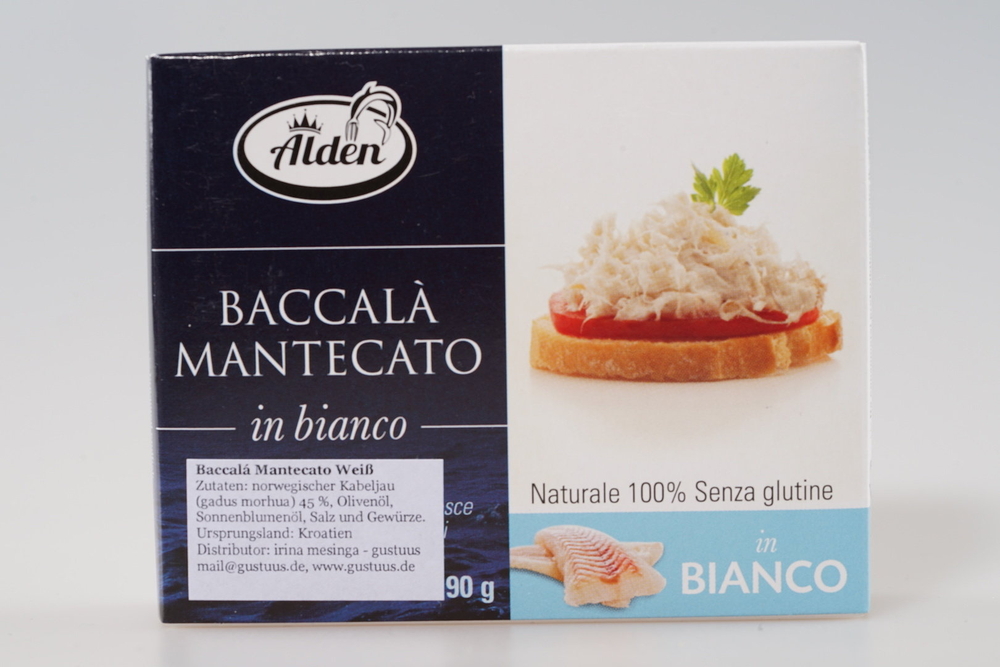 Alden
BACCALÀ
MANTECATO
in bianco
Baccalá Mantecato Weiß
Zutaten: norwegischer Kabeljau
(gadus morhua) 45 %, Olivenöl,
Sonnenblumenöl, Salz und Gewürze.
Ursprungsland: Kroatien
Distributor: irina mesinga - gustuus
mail@gustuus.de, www.gustuus.de
90 g
Naturale 100% Senza glutine
in
BIANCO